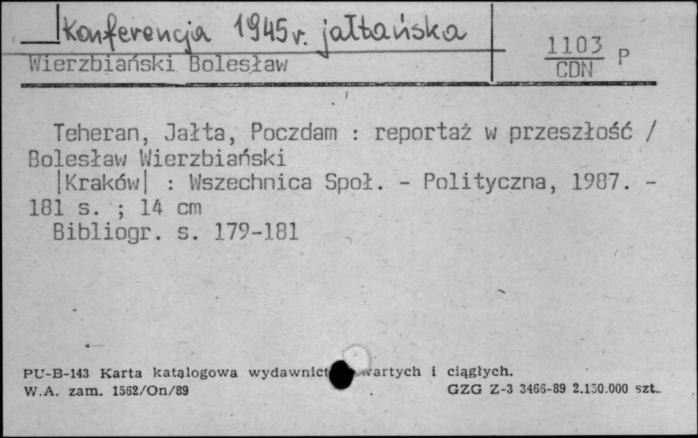 Konferencja 1945r. jałtańska
Wierzbiański Bolesław
1103
CDN P
Teheran, Jałta, Poczdam : reportaż w przeszłość /
Bolesław Wierzbiański
|Kraków| : Wszechnica Społ. - Polityczna, 1987. -
181 s. ; 14 cm
Bibliogr. s. 179-181
PU-B-143 Karta katalogowa wydawnict wartych i ciągłych.
W.A. zam. 1562/On/89 GZG Z-3 3466-89 2.150.000 szt.